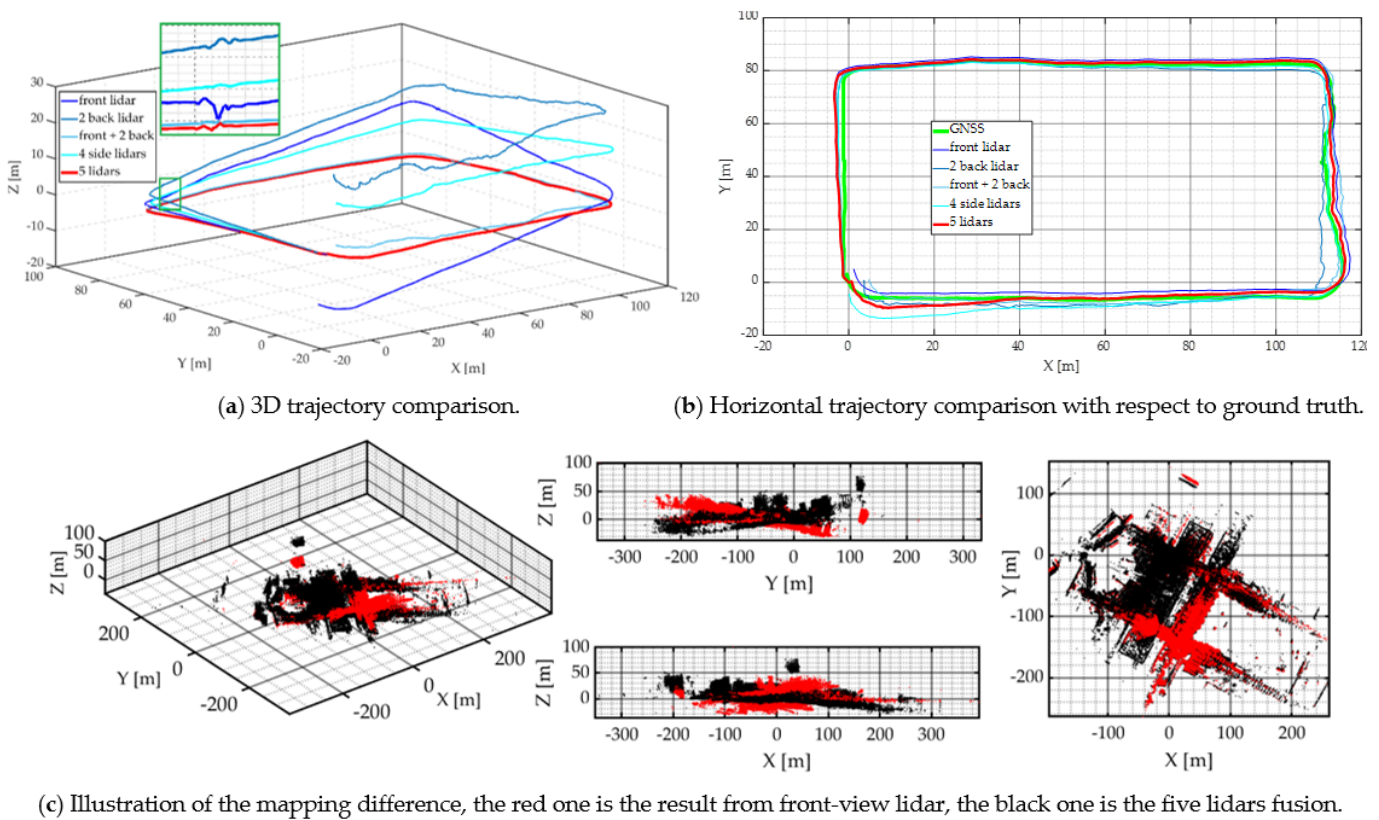 30
20
10
0
-10
-20
Z [m]
front lidar
2 back lidar
front + 2 back
4 side lidars
5 lidars
100
80
60
40
20
0
-20
Y [m]
-20
0
20
40
60
80
100
120
X [m]
100
80
60
40
20
0
-20
Y [m]
GNSS
front lidar
2 back lidar
front + 2 back
4 side lidars
5 lidars
-20
0
20
40
60
80
100
X [m]
(a) 3D trajectory comparison.
(b) Horizontal trajectory comparison with respect to ground truth.
100
50
0
Z [m]
200
0
-200
Y [m]
-200
0
200
X [m]
100
50
0
Z [m]
-300 -200 -100 0 100 200 300
Y [m]
100
50
0
Z [m]
-300 -200 -100 0 100 200 300
X [m]
100
0
-100
-200
Y [m]
-100 0 100 200
X [m]
(c) Illustration of the mapping difference, the red one is the result from front-view lidar, the black one is the five lidars fusion.